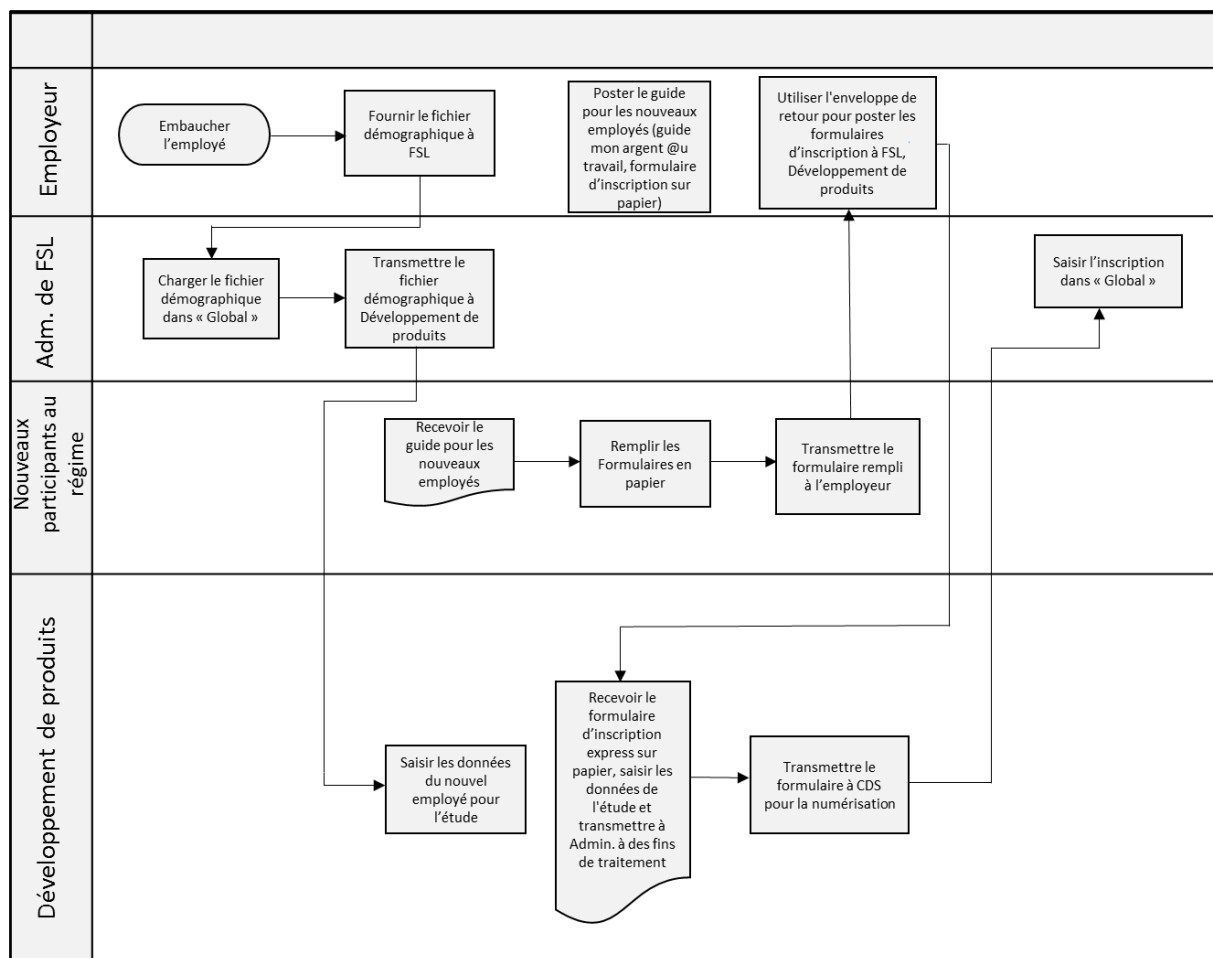 Employeur
Embaucher
l’employé
Fournir le fichier
démographique à
FSL
Poster le guide
pour les nouveaux
employés (guide
mon argent @u
travail, formulaire
d’inscription sur
papier)
Utiliser l'enveloppe de
retour pour poster les
formulaires
d’inscription à FSL,
Développement de
produits
Adm. de FSL
Charger le fichier
démographique
dans « Global »
Transmettre le
fichier
démographique à
Développement de
produits
Saisir l’inscription
dans « Global »
Nouveaux
participants au
régime
Recevoir le
guide pour les
nouveaux
employés
Remplir les
Formulaires en
papier
Transmettre le
formulaire rempli
à l’employeur
Développement de produits
Saisir les données
du nouvel
employé pour
l’étude
Recevoir le
formulaire
d’inscription
express sur
papier, saisir les
données de
l'étude et
transmettre à
Admin. à des fins
de traitement
Transmettre le
formulaire à CDS
pour la numérisation